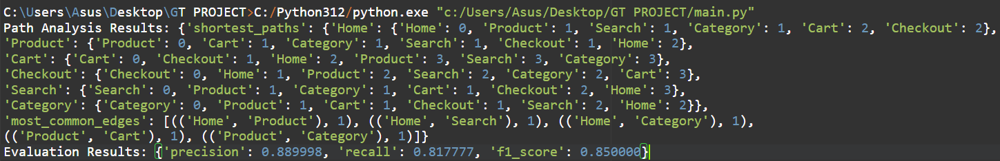 C:\Users\Asus\Desktop\GT PROJECT>C:/Python312/python.exe "c:/Users/Asus/Desktop/GT PROJECT/main.py"
Path Analysis Results: {'shortest_paths': {'Home': {'Home': 0, 'Product': 1, 'Search': 1, 'Category': 1, 'Cart': 2, 'Checkout': 2},
'Product': {'Product': 0, 'Cart': 1, 'Category': 1, 'Search': 1, 'Checkout': 1, 'Home': 2},
'Cart': {'Cart': 0, 'Checkout': 1, 'Home': 2, 'Product': 3, 'Search': 3, 'Category': 3},
'Checkout': {'Checkout': 0, 'Home': 1, 'Product': 2, 'Search': 2, 'Category': 2, 'Cart': 3},
'Search': {'Search': 0, 'Product': 1, 'Category': 1, 'Cart': 1, 'Checkout': 2, 'Home': 3},
'Category': {'Category': 0, 'Product': 1, 'Cart': 1, 'Checkout': 1, 'Search': 2, 'Home': 2}},
'most_common_edges': [(('Home', 'Product'), 1), (('Home', 'Search'), 1), (('Home', 'Category'), 1),
(('Product', 'Cart'), 1), (('Product', 'Category'), 1)]}
Evaluation Results: {'precision': 0.889998, 'recall': 0.817777, 'f1_score': 0.850000}